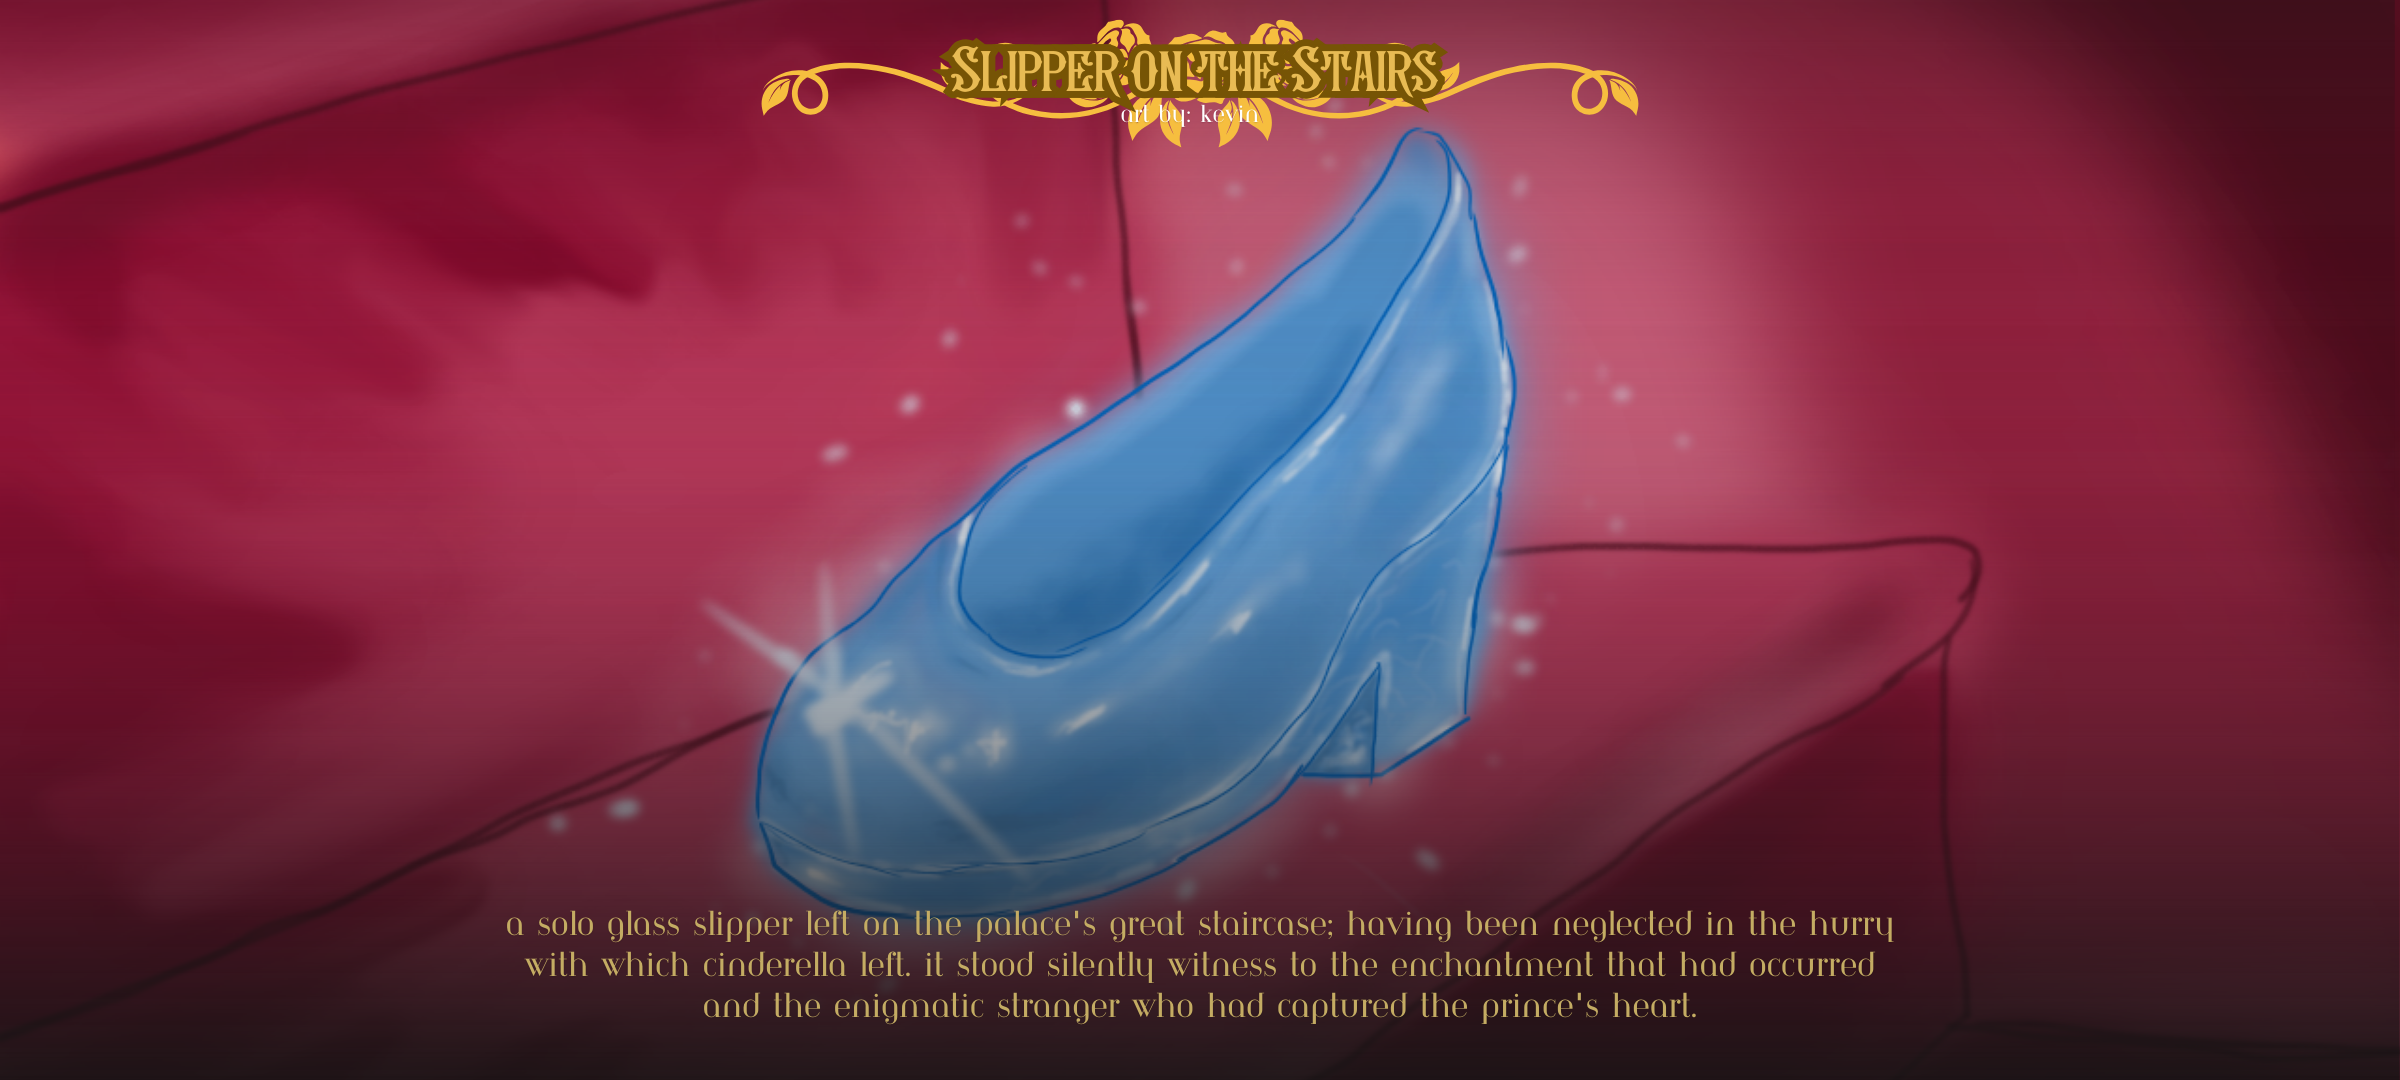 SLIPPER ON THE STAIRS
art by: kevin
a solo glass slipper left on the palace's great staircase; having been neglected in the hurry
with which cinderella left. it stood silently witness to the enchantment that had occurred
and the enigmatic stranger who had captured the prince's heart.